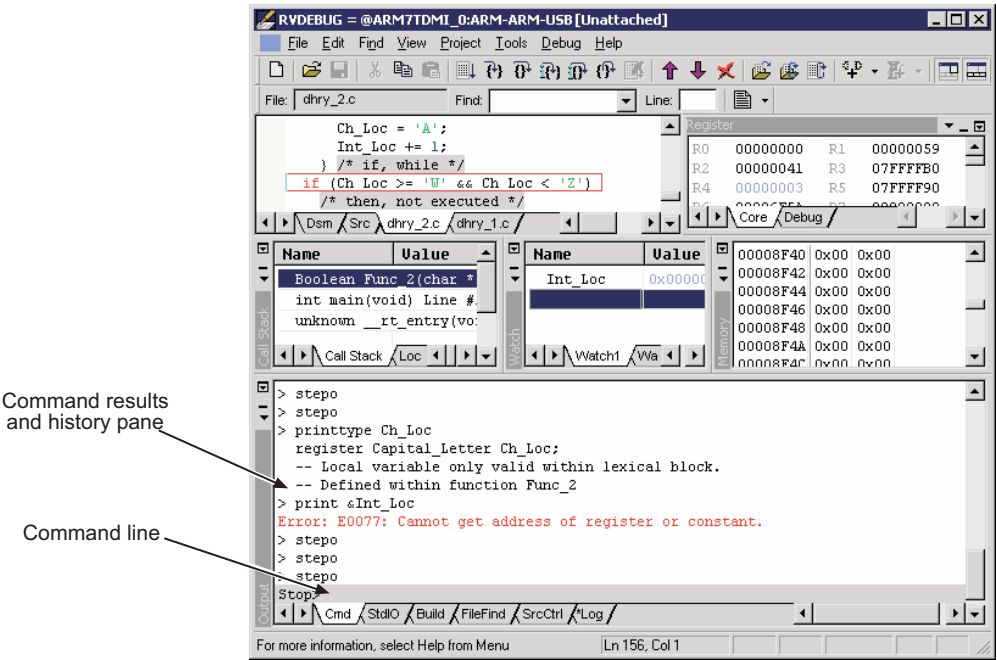 RVDEBUG = @ARM7TDMI_0:ARM-ARM-USB [Unattached]
File Edit Find View Project Tools Debug Help
File: dhry_2.c Find: Line:
Ch_Loc = 'A';
Int_Loc += 1;
} /* if, while */
if (Ch_Loc >= 'W' && Ch_Loc < 'Z')
/* then, not executed */
Dsm Src dhry_2.c dhry_1.c
Register
R0 00000000 R1 00000059
R2 00000041 R3 07FFFFB0
R4 00000003 R5 07FFFF90
Core Debug
Call Stack
Name Value
Boolean Func_2(char *
int main(void) Line #.
unknown __rt_entry(vo
Call Stack Loc
Watch
Name Value
Int_Loc 0x00000
Watch1 Wa
Memory
00008F40 0x00 0x00
00008F42 0x00 0x00
00008F44 0x00 0x00
00008F46 0x00 0x00
00008F48 0x00 0x00
00008F4A 0x00 0x00
00008F4C 0x00 0x00
Command results
and history pane
Command line
Output
> stepo
> stepo
> printtype Ch_Loc
register Capital_Letter Ch_Loc;
-- Local variable only valid within lexical block.
-- Defined within function Func_2
> print &Int_Loc
Error: E0077: Cannot get address of register or constant.
> stepo
> stepo
> stepo
Stop>
Cmd StdIO Build FileFind SrcCtrl *Log
For more information, select Help from Menu Ln 156, Col 1